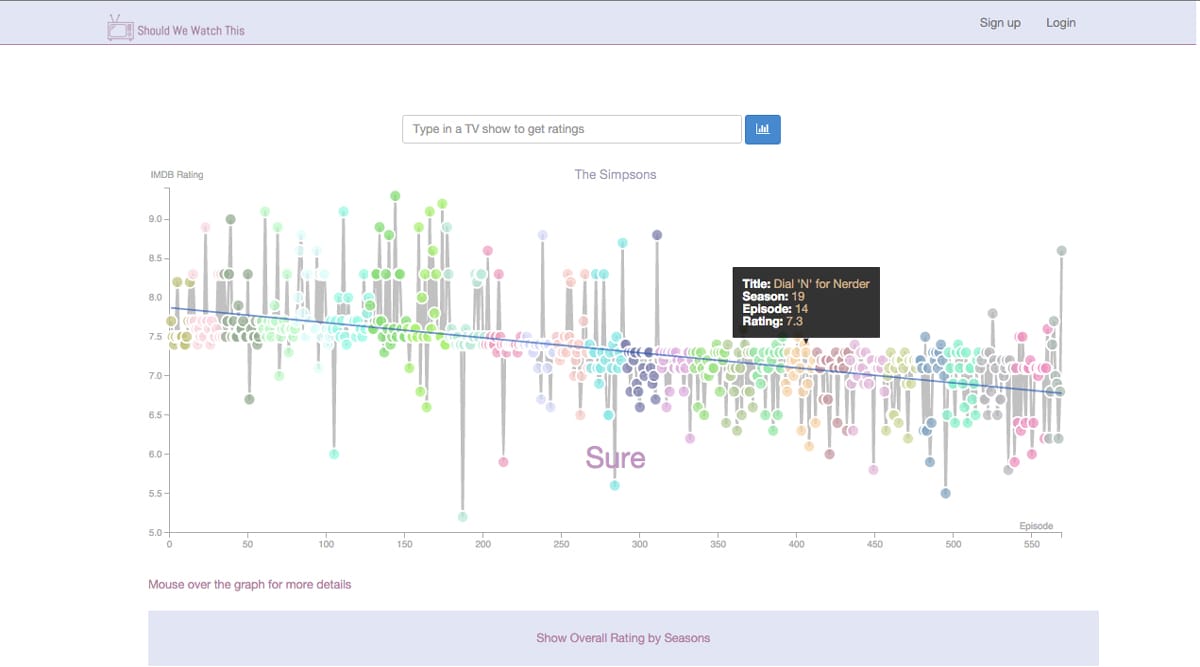 Should We Watch This
Sign up
Login
Type in a TV show to get ratings
IMDB Rating
The Simpsons
9.0
8.5
8.0
7.5
7.0
6.5
6.0
5.5
5.0
Title: Dial 'N' for Nerder
Season: 19
Episode: 14
Rating: 7.3
Sure
Episode
0 50 100 150 200 250 300 350 400 450 500 550
Mouse over the graph for more details
Show Overall Rating by Seasons